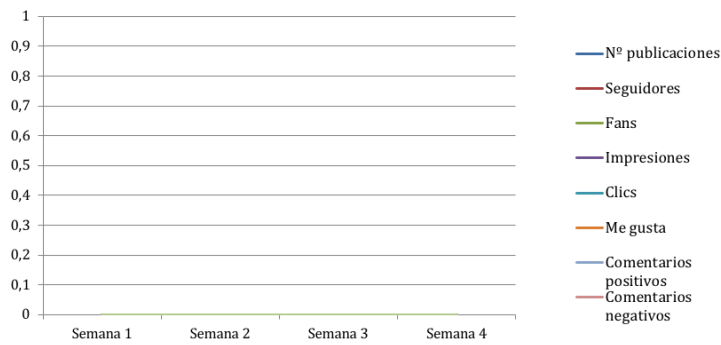 1
0,9
0,8
0,7
0,6
0,5
0,4
0,3
0,2
0,1
0
Semana 1
Semana 2
Semana 3
Semana 4
Nº publicaciones
Seguidores
Fans
Impresiones
Clics
Me gusta
Comentarios
positivos
Comentarios
negativos